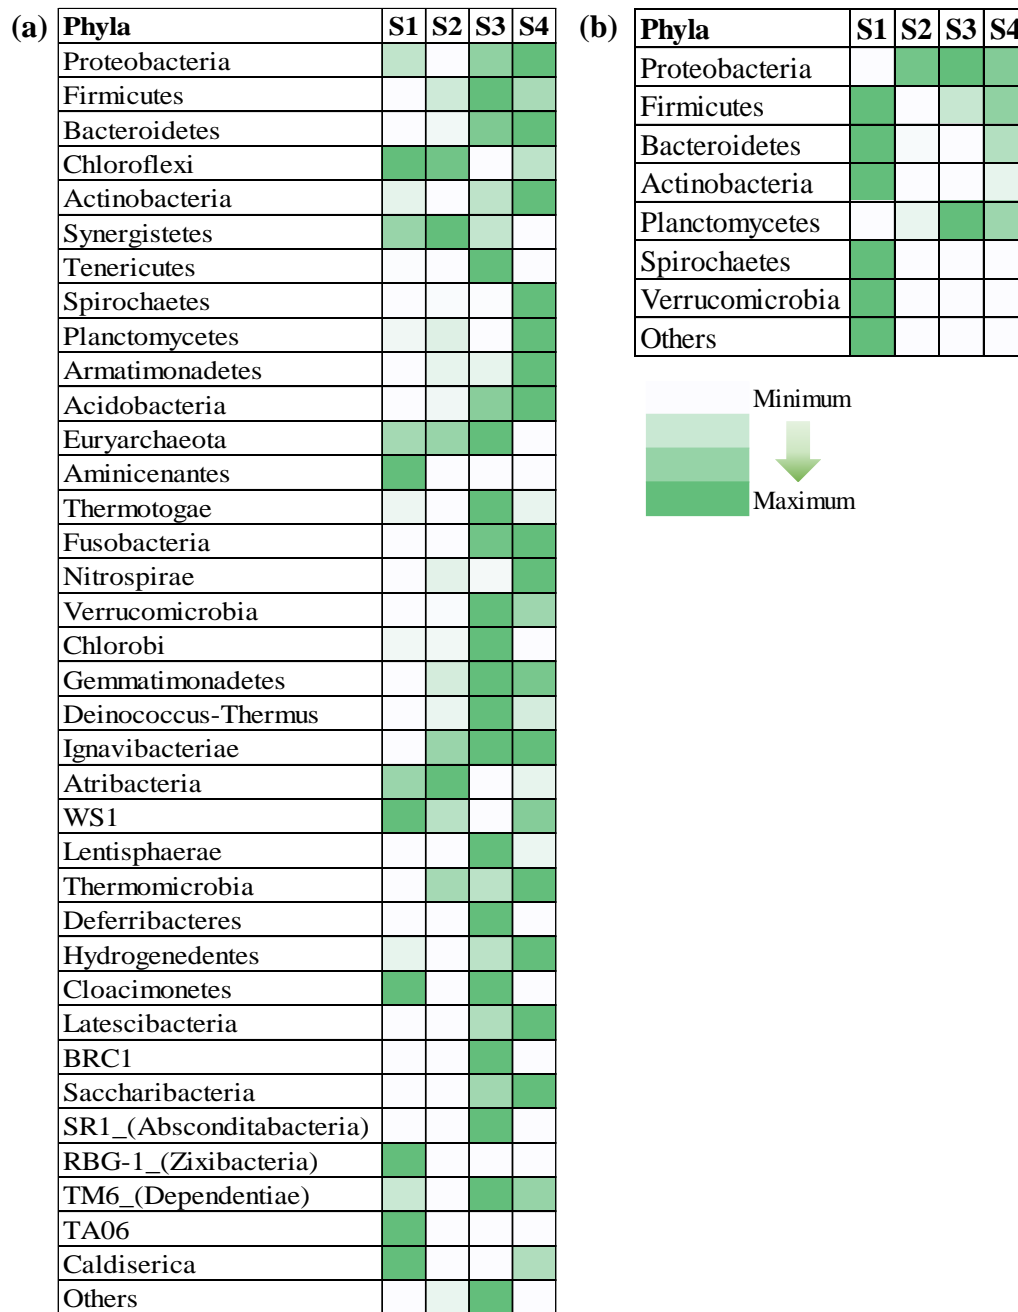 (a) Phyla S1 S2 S3 S4
Proteobacteria
Firmicutes
Bacteroidetes
Chloroflexi
Actinobacteria
Synergistetes
Tenericutes
Spirochaetes
Planctomycetes
Armatimonadetes
Acidobacteria
Euryarchaeota
Aminicenantes
Thermotogae
Fusobacteria
Nitrospirae
Verrucomicrobia
Chlorobi
Gemmatimonadetes
Deinococcus-Thermus
Ignavibacteriae
Atribacteria
WS1
Lentisphaerae
Thermomicrobia
Deferribacteres
Hydrogenedentes
Cloacimonetes
Latescibacteria
BRC1
Saccharibacteria
SR1_(Absconditabacteria)
RBG-1_(Zixibacteria)
TM6_(Dependentiae)
TA06
Caldiserica
Others
(b) Phyla S1 S2 S3 S4
Proteobacteria
Firmicutes
Bacteroidetes
Actinobacteria
Planctomycetes
Spirochaetes
Verrucomicrobia
Others
Minimum
Maximum